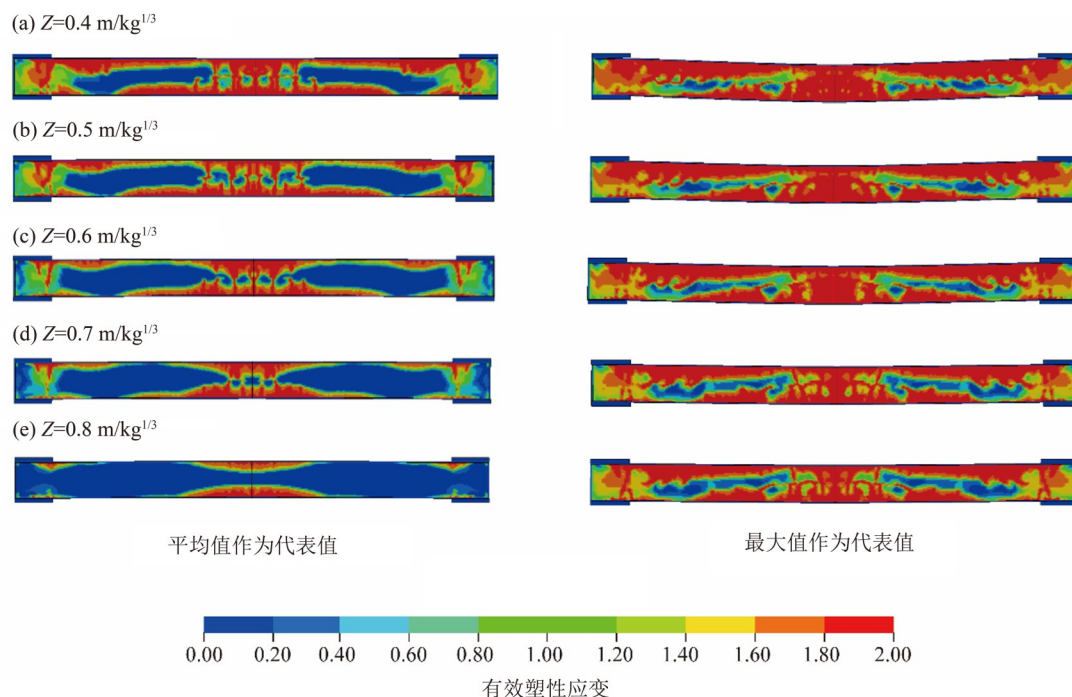 (a) Z=0.4 m/kg1/3
(b) Z=0.5 m/kg1/3
(c) Z=0.6 m/kg1/3
(d) Z=0.7 m/kg1/3
(e) Z=0.8 m/kg1/3
平均值作为代表值
最大值作为代表值
0.00 0.20 0.40 0.60 0.80 1.00 1.20 1.40 1.60 1.80 2.00
有效塑性应变